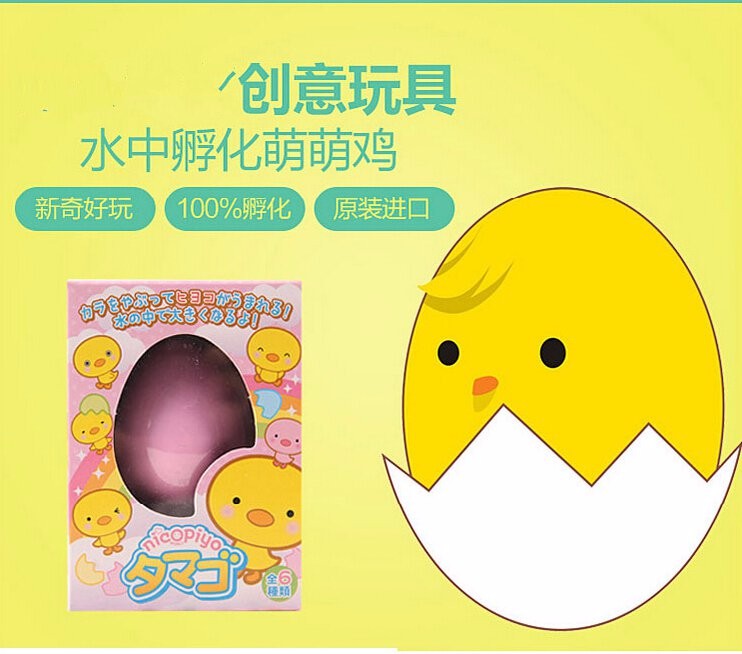 创意玩具
水中孵化萌萌鸡
新奇好玩
100%孵化
原装进口
カラをやぶってヒヨコがうまれる!
水の中で大きくなるよ!
nicopiyo
タマゴ
全6
種類